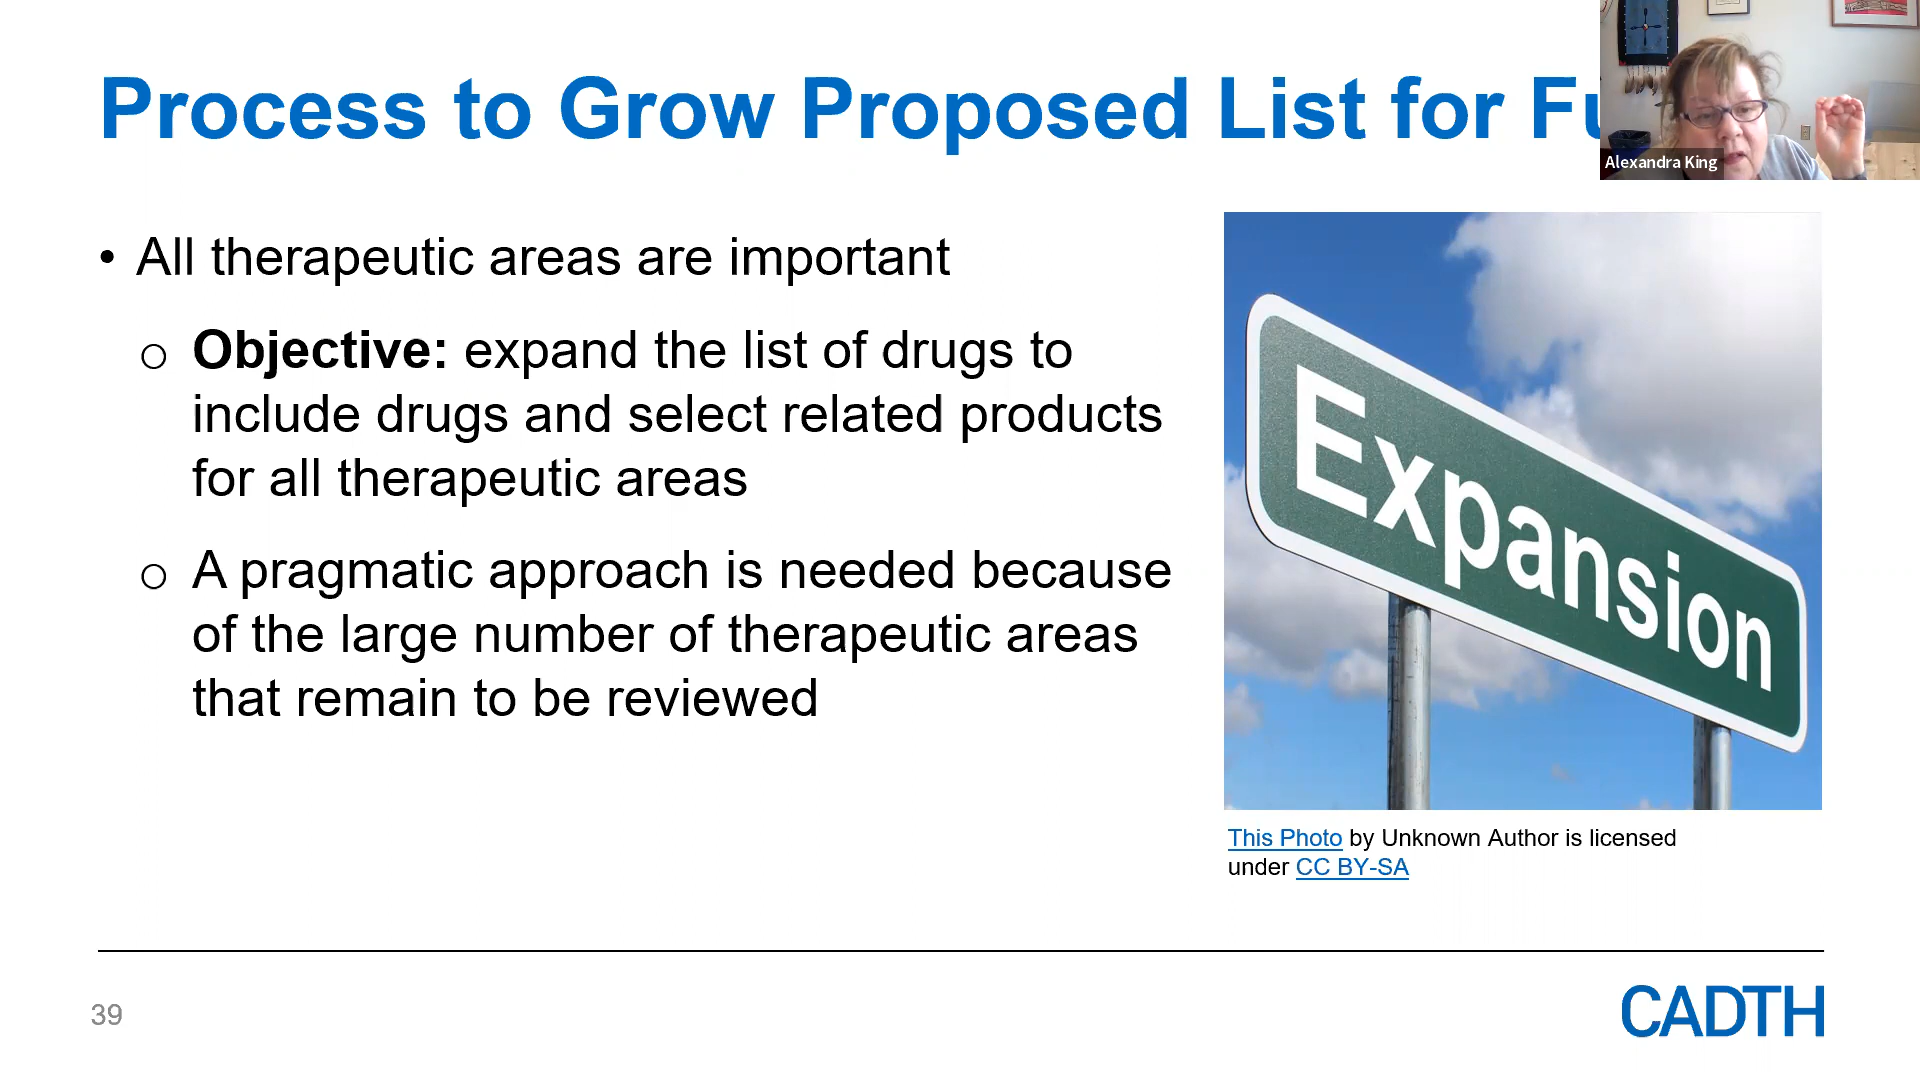 Process to Grow Proposed List for
Alexandra King
• All therapeutic areas are important
o Objective: expand the list of drugs to
include drugs and select related products
for all therapeutic areas
o A pragmatic approach is needed because
of the large number of therapeutic areas
that remain to be reviewed
Expansion
This Photo by Unknown Author is licensed
under CC BY-SA
39
CADTH